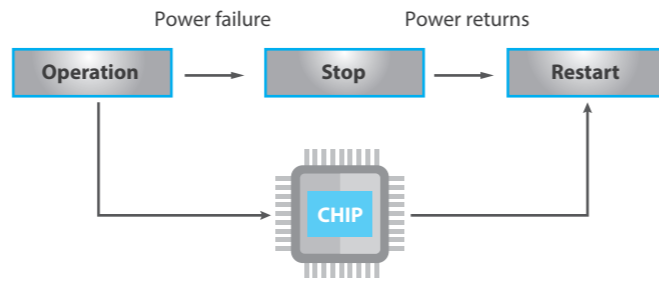 Power failure
Power returns
Operation
Stop
Restart
CHIP